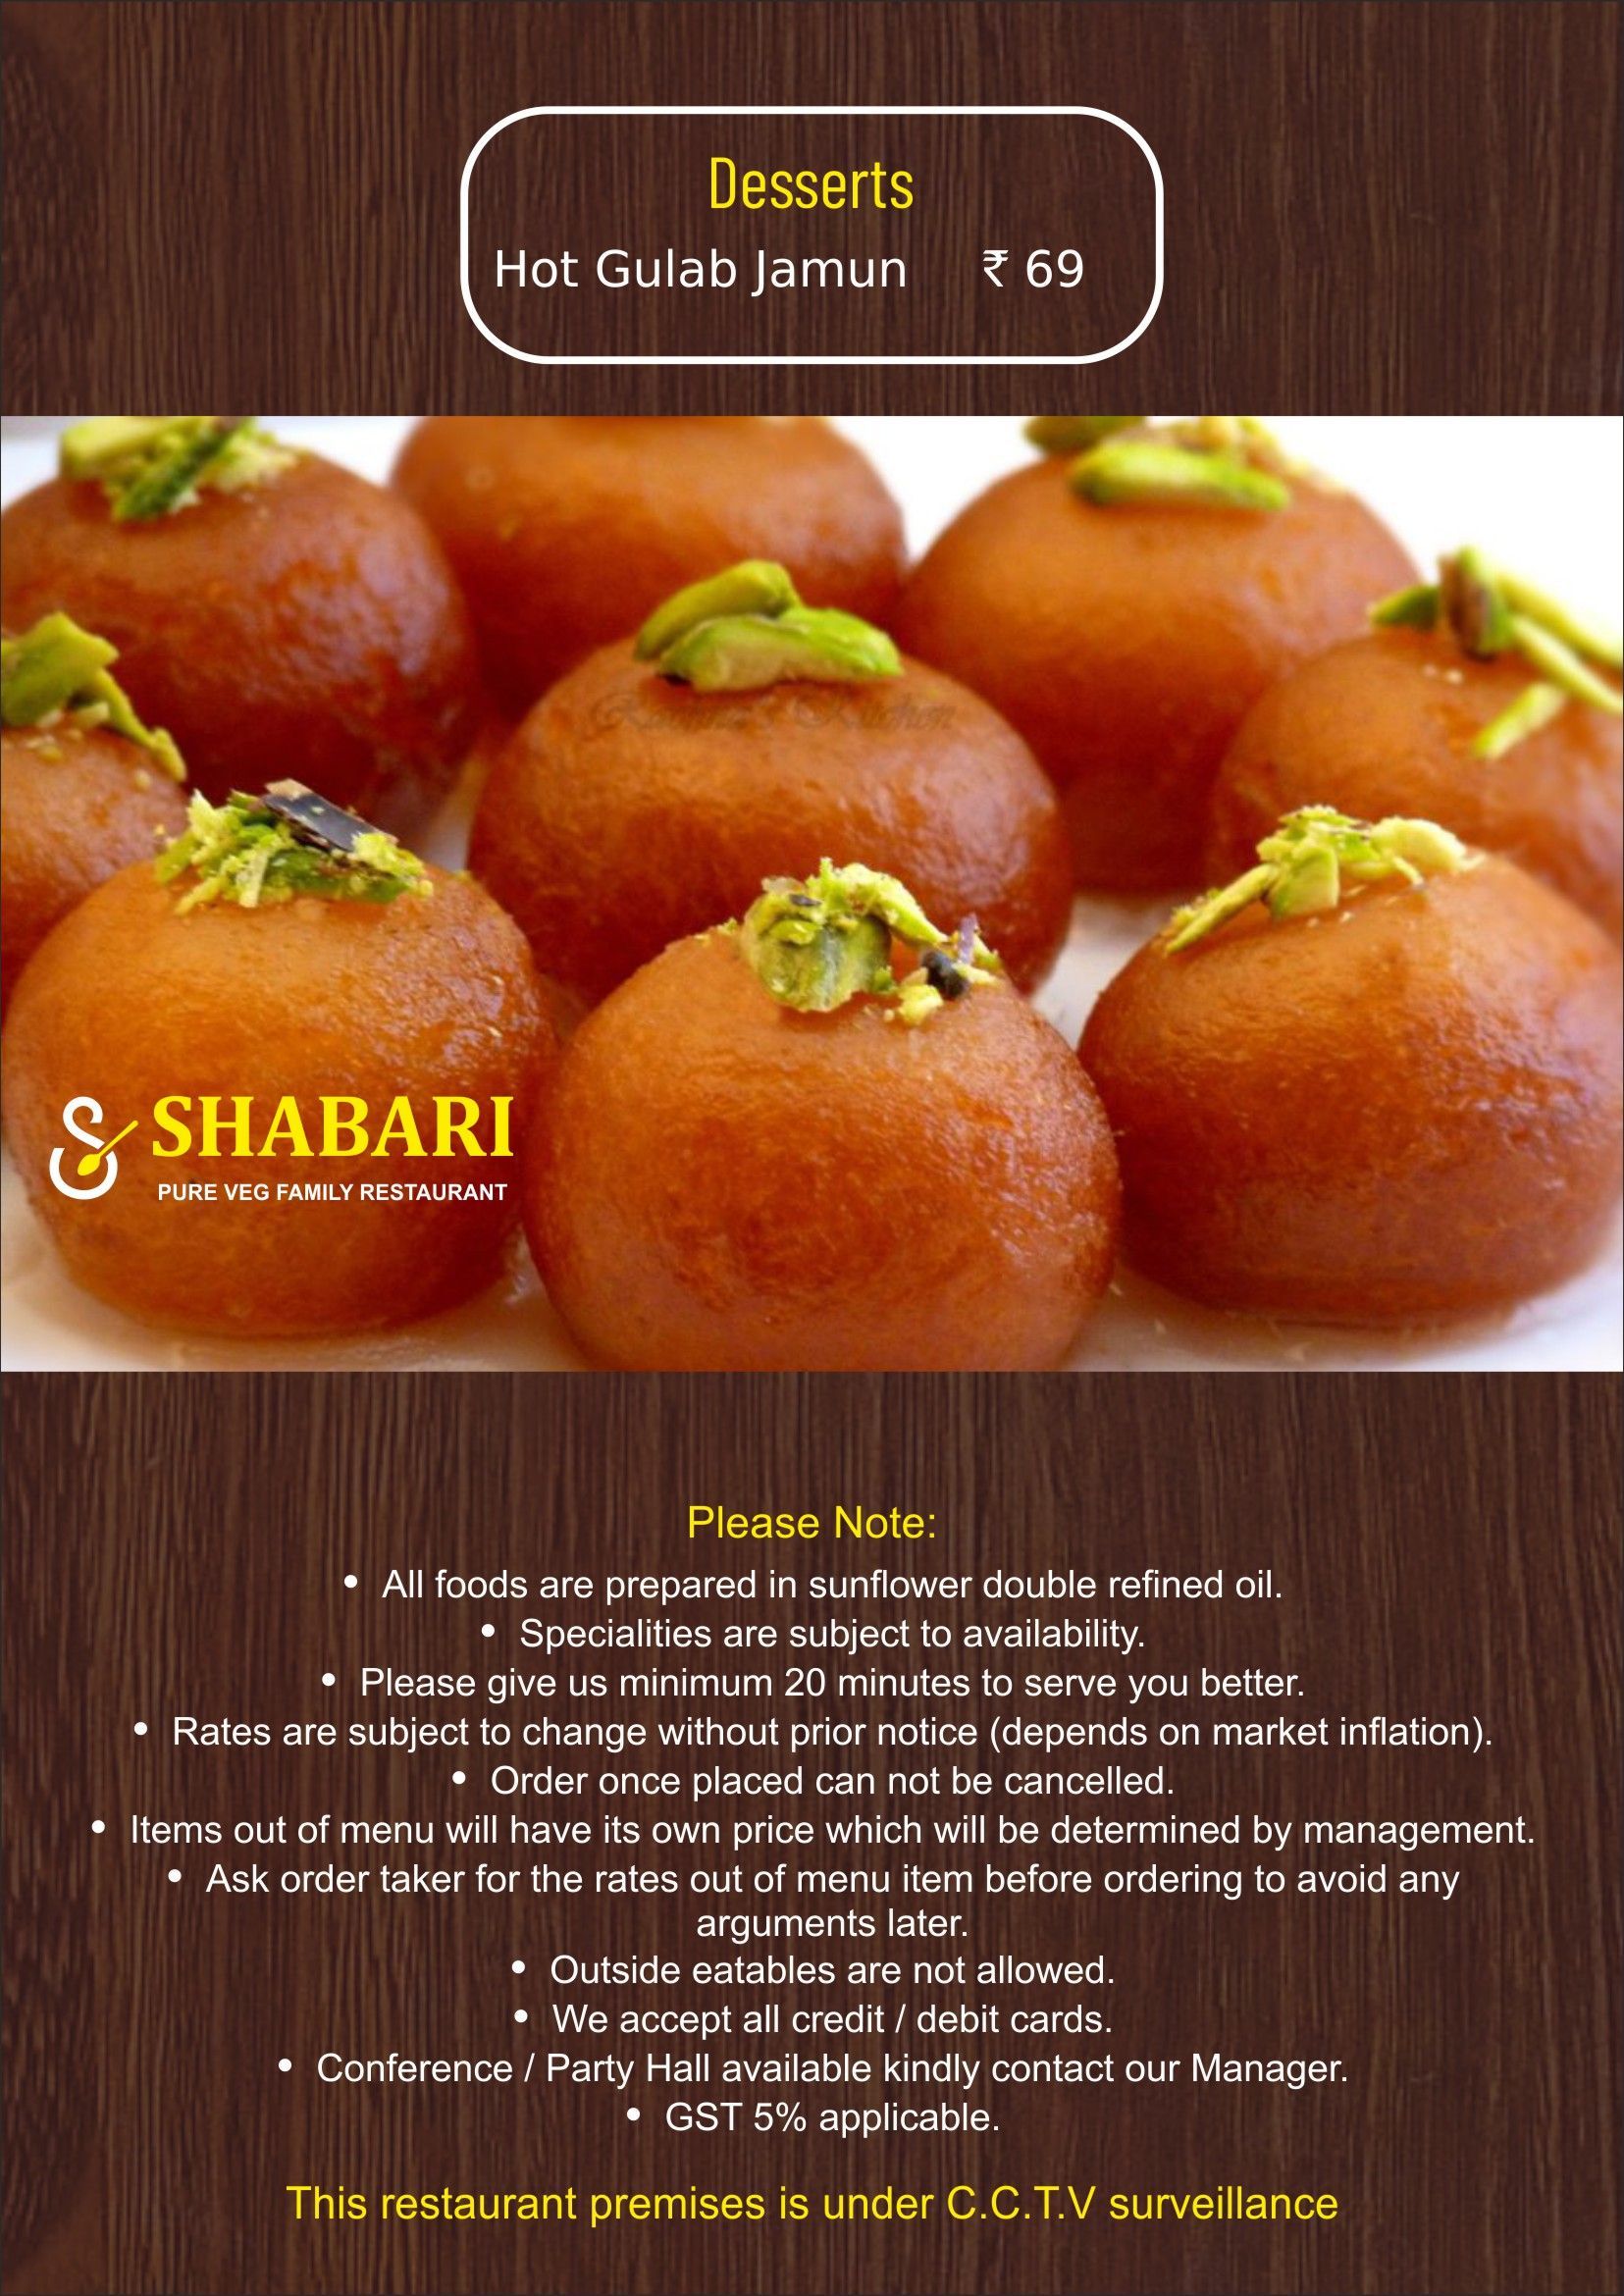 Desserts
Hot Gulab Jamun ₹ 69
SHABARI
PURE VEG FAMILY RESTAURANT
Please Note:
• All foods are prepared in sunflower double refined oil.
• Specialities are subject to availability.
• Please give us minimum 20 minutes to serve you better.
• Rates are subject to change without prior notice (depends on market inflation).
• Order once placed can not be cancelled.
• Items out of menu will have its own price which will be determined by management.
• Ask order taker for the rates out of menu item before ordering to avoid any
arguments later.
• Outside eatables are not allowed.
• We accept all credit / debit cards.
• Conference / Party Hall available kindly contact our Manager.
• GST 5% applicable.
This restaurant premises is under C.C.T.V surveillance